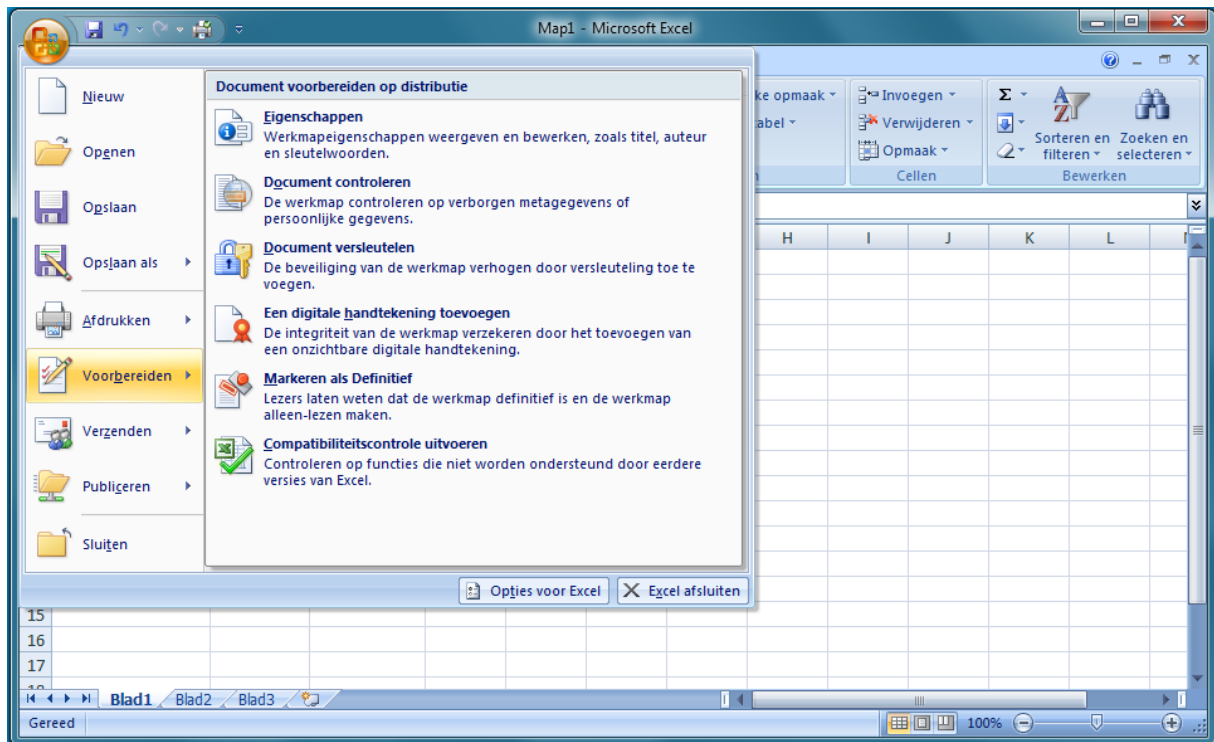 Map1 - Microsoft Excel
Nieuw
Openen
Opslaan
Opslaan als
Afdrukken
Voorbereiden
Verzenden
Publiceren
Sluiten
Document voorbereiden op distributie
Eigenschappen
Werkmapeigenschappen weergeven en bewerken, zoals titel, auteur
en sleutelwoorden.
Document controleren
De werkmap controleren op verborgen metagegevens of
persoonlijke gegevens.
Document versleutelen
De beveiliging van de werkmap verhogen door versleuteling toe te
voegen.
Een digitale handtekening toevoegen
De integriteit van de werkmap verzekeren door het toevoegen van
een onzichtbare digitale handtekening.
Markeren als Definitief
Lezers laten weten dat de werkmap definitief is en de werkmap
alleen-lezen maken.
Compatibiliteitscontrole uitvoeren
Controleren op functies die niet worden ondersteund door eerdere
versies van Excel.
Opties voor Excel
Excel afsluiten
ke opmaak
abel
Invoegen
Verwijderen
Opmaak
Cellen
Σ
Sorteren en
filteren
Zoeken en
selecteren
Bewerken
H I J K L
15
16
17
Blad1 Blad2 Blad3
Gereed
100%